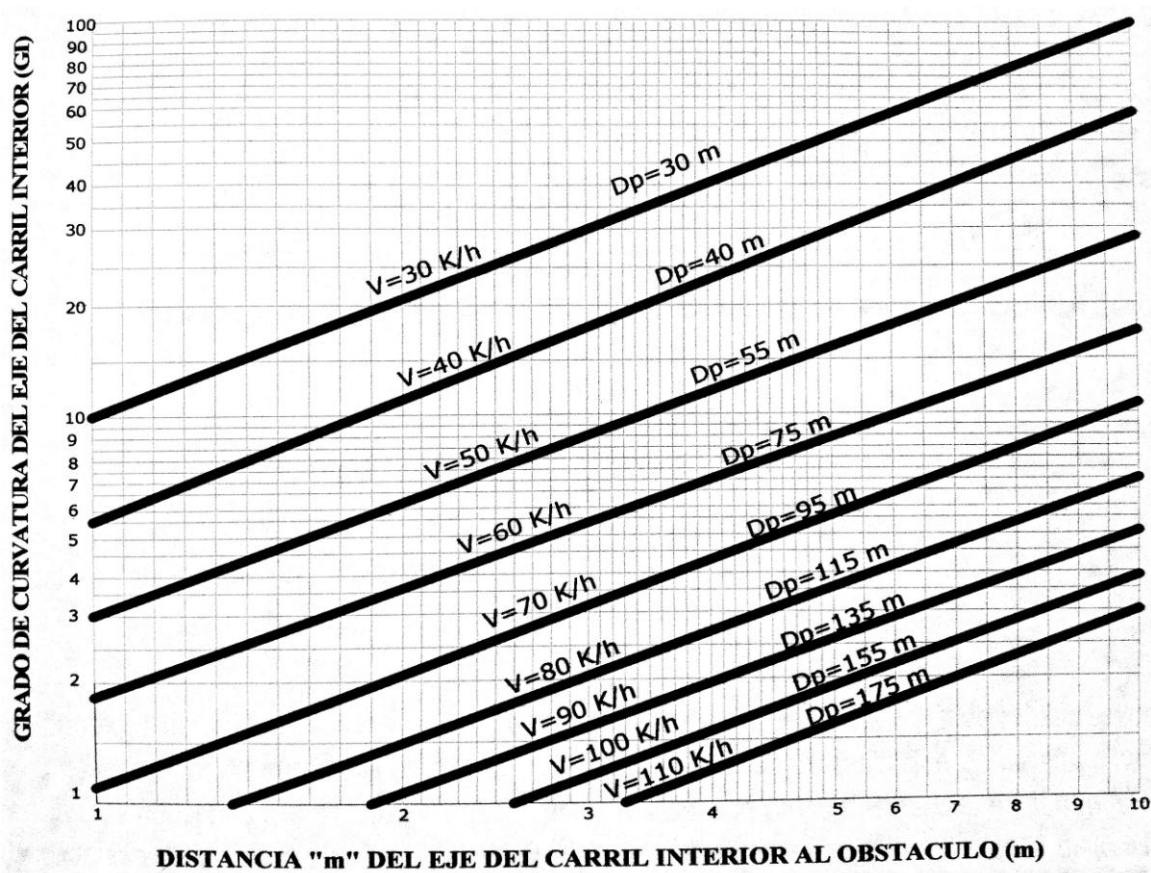 GRADO DE CURVATURA DEL EJE DEL CARRIL INTERIOR (GI)
100
90
80
70
60
50
40
30
20
10
9
8
7
6
5
4
3
2
1
V=30 K/h
Dp=30 m
V=40 K/h
Dp=40 m
V=50 K/h
Dp=55 m
V=60 K/h
Dp=75 m
V=70 K/h
Dp=95 m
V=80 K/h
Dp=115 m
V=90 K/h
Dp=135 m
V=100 K/h
Dp=155 m
V=110 K/h
Dp=175 m
1 2 3 4 5 6 7 8 9 10
DISTANCIA "m" DEL EJE DEL CARRIL INTERIOR AL OBSTACULO (m)